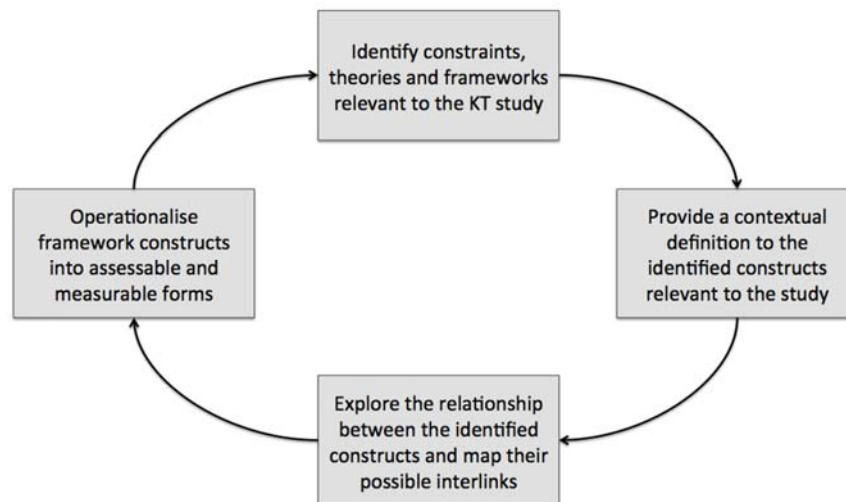 Identify constraints,
theories and frameworks
relevant to the KT study
Provide a contextual
definition to the
identified constructs
relevant to the study
Explore the relationship
between the identified
constructs and map their
possible interlinks
Operationalise
framework constructs
into assessable and
measurable forms